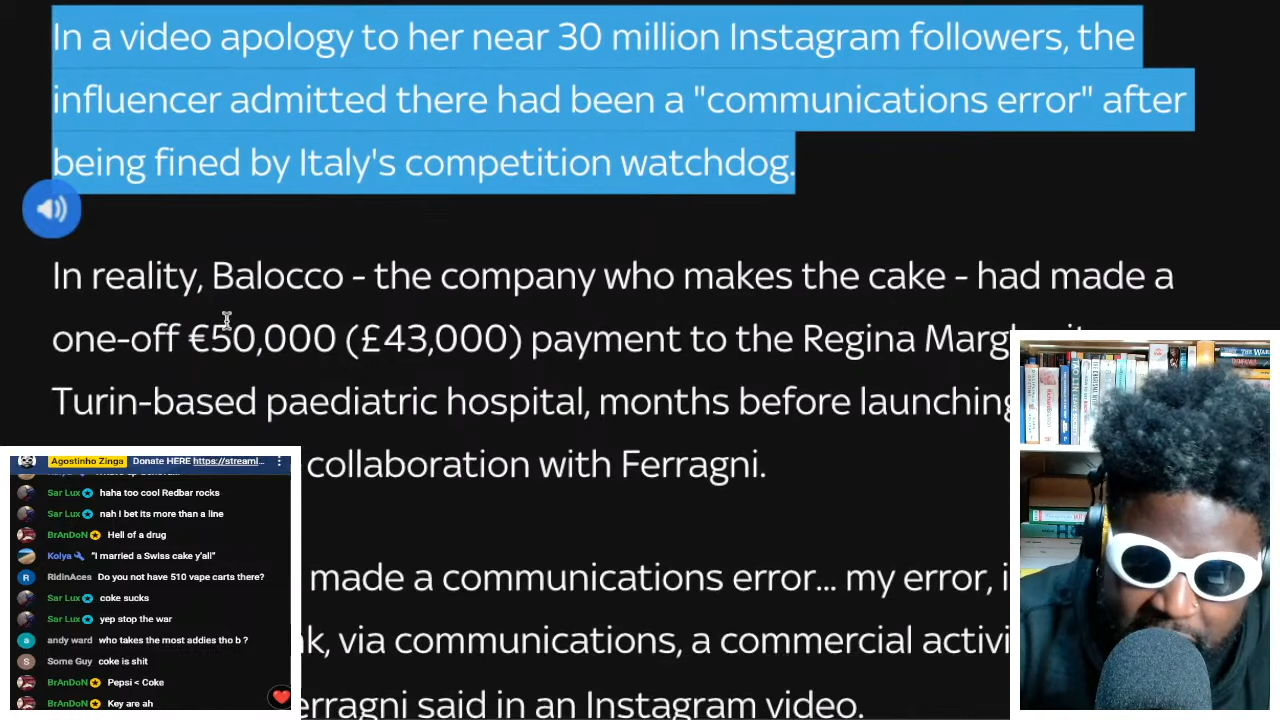 In a video apology to her near 30 million Instagram followers, the
influencer admitted there had been a "communications error" after
being fined by Italy's competition watchdog.
In reality, Balocco - the company who makes the cake - had made a
one-off €50,000 (£43,000) payment to the Regina
Turin-based paediatric hospital, months before launching
collaboration with Ferragni.
made a communications error... my error,
via communications, a commercial
said in an Instagram video.
Agostinho Zinga Donate HERE https://streaml...
Sar Lux haha too cool Redbar rocks
Sar Lux nah I bet its more than a line
BrAnDoN Hell of a drug
Kolya "I married a Swiss cake y'all"
RidinAces Do you not have 510 vape carts there?
Sar Lux coke sucks
Sar Lux yep stop the war
andy ward who takes the most addies tho b ?
Some Guy coke is shit
BrAnDoN Pepsi < Coke
BrAnDoN Key are ah